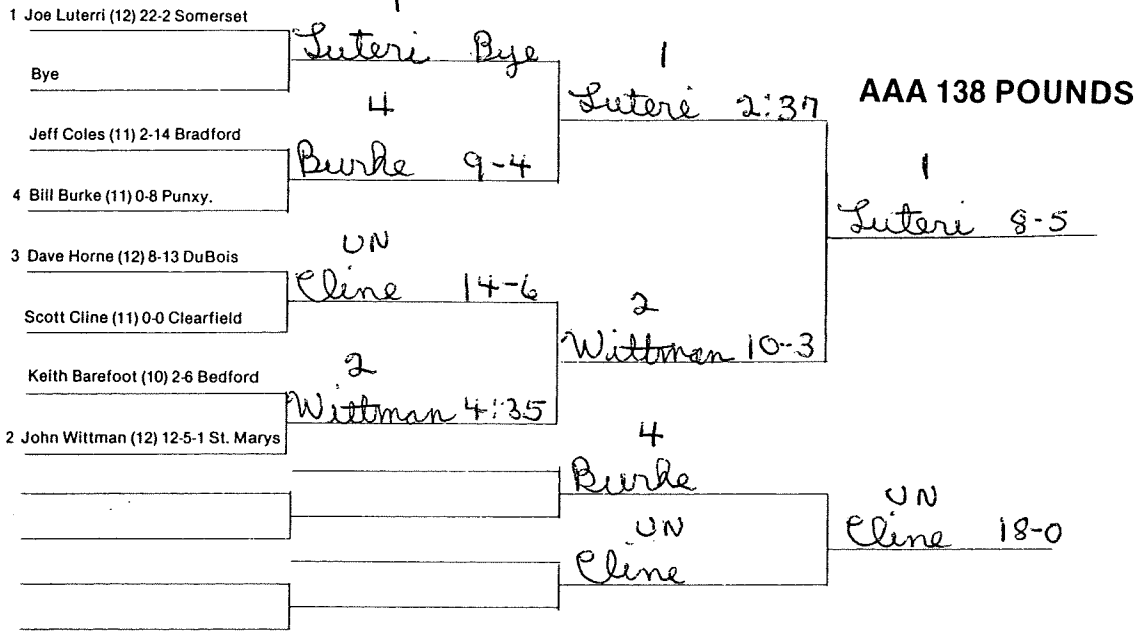 1 Joe Luterri (12) 22-2 Somerset
Bye
Luteri Bye
Jeff Coles (11) 2-14 Bradford
4 Bill Burke (11) 0-8 Punxy.
4
Burke 9-4
1
Luteri 2:37
AAA 138 POUNDS
3 Dave Horne (12) 8-13 DuBois
Scott Cline (11) 0-0 Clearfield
UN
Cline 14-6
Keith Barefoot (10) 2-6 Bedford
2 John Wittman (12) 12-5-1 St. Marys
2
Wittman 4:35
2
Wittman 10-3
1
Luteri 8-5
4
Burke
UN
Cline
UN
Cline 18-0